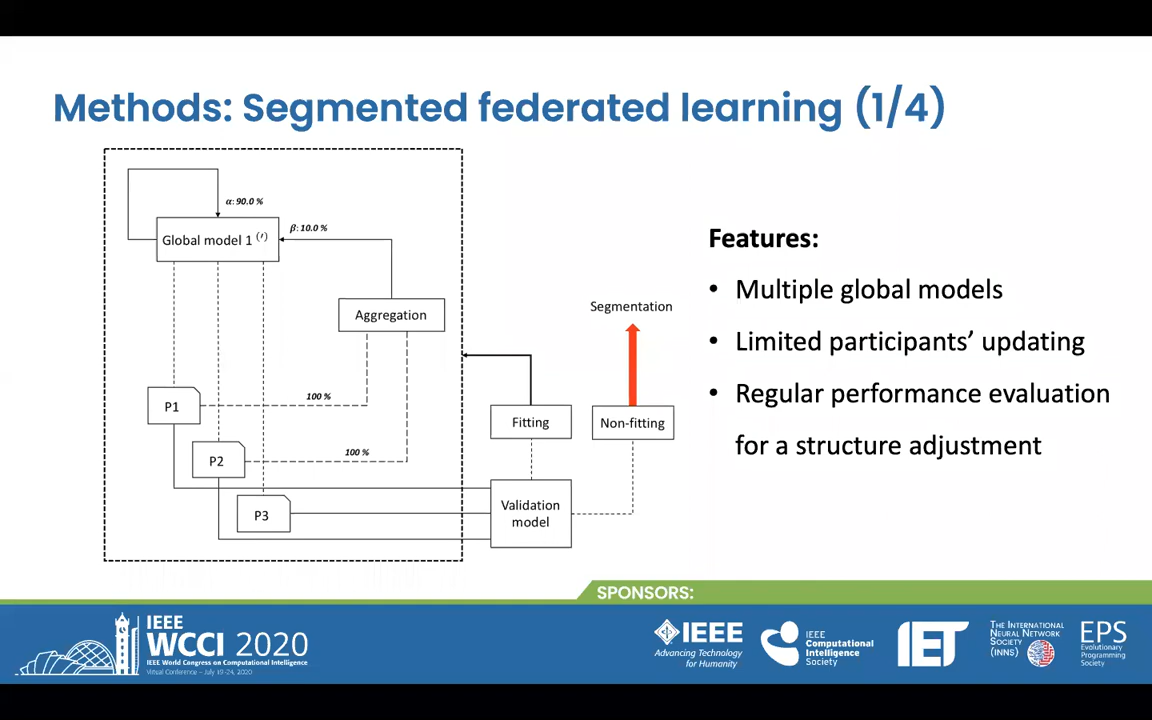 Methods: Segmented federated learning (1/4)
α: 90.0 %
Global model 1 (′)
β: 10.0 %
Aggregation
P1
100 %
P2
100 %
P3
Fitting
Non-fitting
Validation
model
Segmentation
Features:
• Multiple global models
• Limited participants’ updating
• Regular performance evaluation
for a structure adjustment
SPONSORS:
IEEE
WCCI 2020
IEEE World Congress on Computational Intelligence
Virtual Conference – July 19-24, 2020
IEEE
Advancing Technology
for Humanity
IEEE
Computational
Intelligence
Society
IET
The International
Neural Network
Society
(INNS)
EPS
Evolutionary
Programming
Society